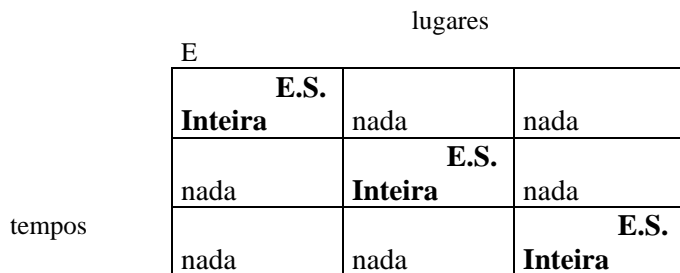 lugares
E
E.S.
Inteira nada nada
E.S.
nada Inteira nada
tempos E.S.
nada nada Inteira